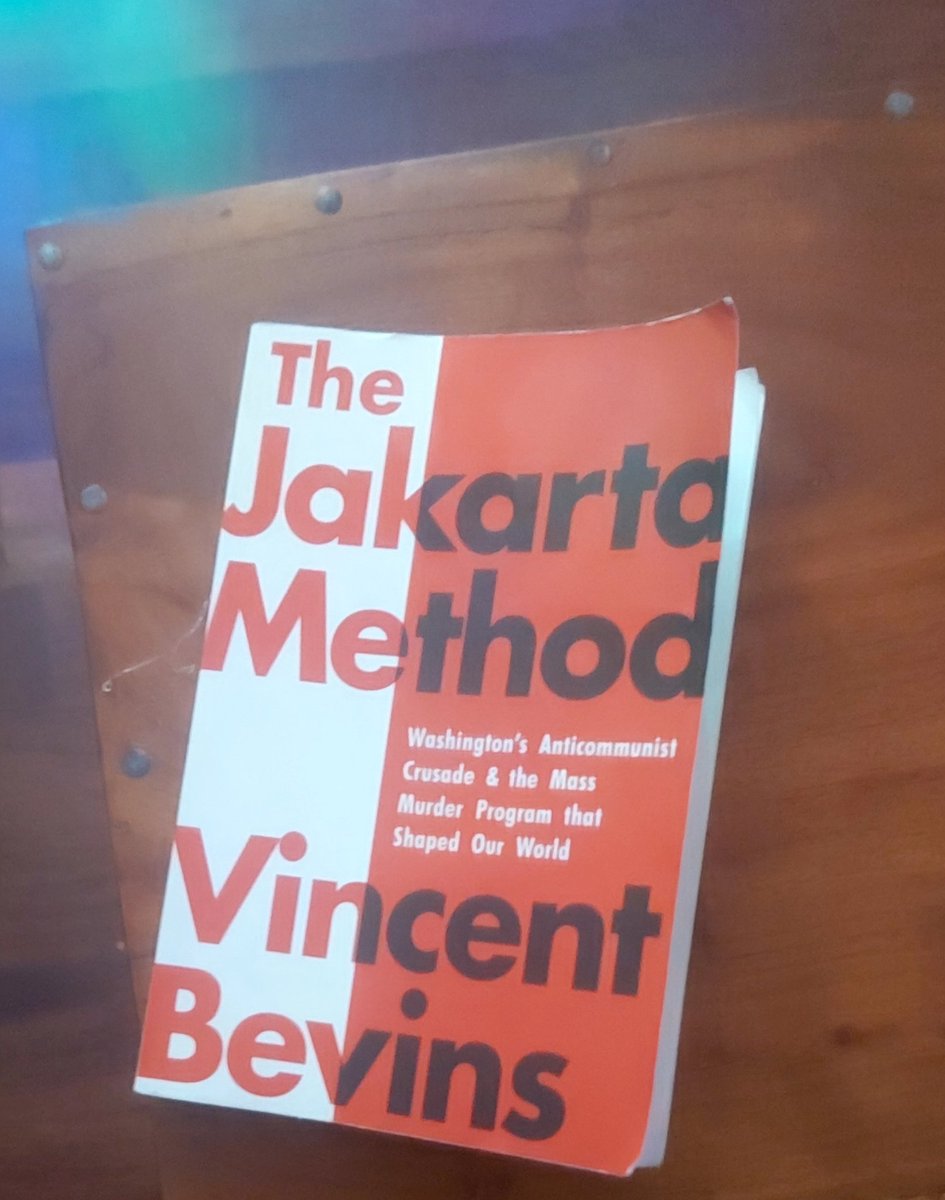 The
Jakarta
Method
Washington's Anticommunist
Crusade & the Mass
Murder Program that
Shaped Our World
Vincent
Bevins